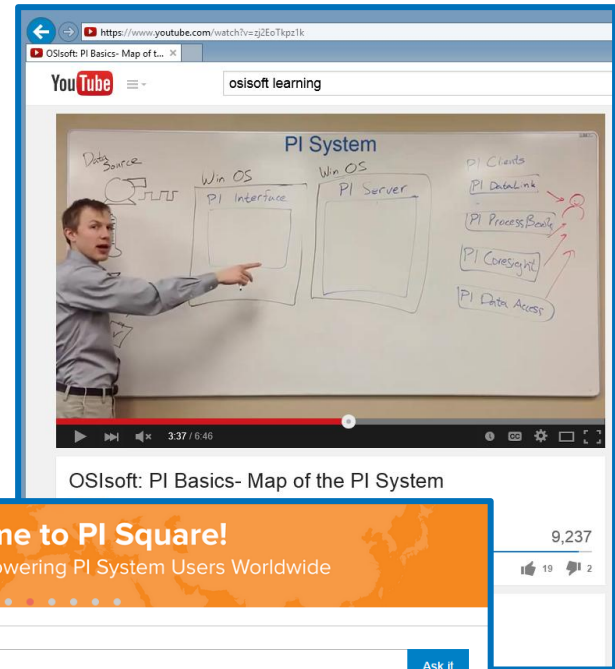 https://www.youtube.com/watch?v=zj2EoTkpz1k
OSIsoft: PI Basics- Map of t... ×
YouTube
osisoft learning
PI System
Data Source
Win OS
PI Interface
Win OS
PI Server
PI Clients
PI DataLink
PI ProcessBook
PI Coresight
PI Data Access
3:37 / 6:46
CC
OSIsoft: PI Basics- Map of the PI System
9,237
19 2
me to PI Square!
owering PI System Users Worldwide
Ask it